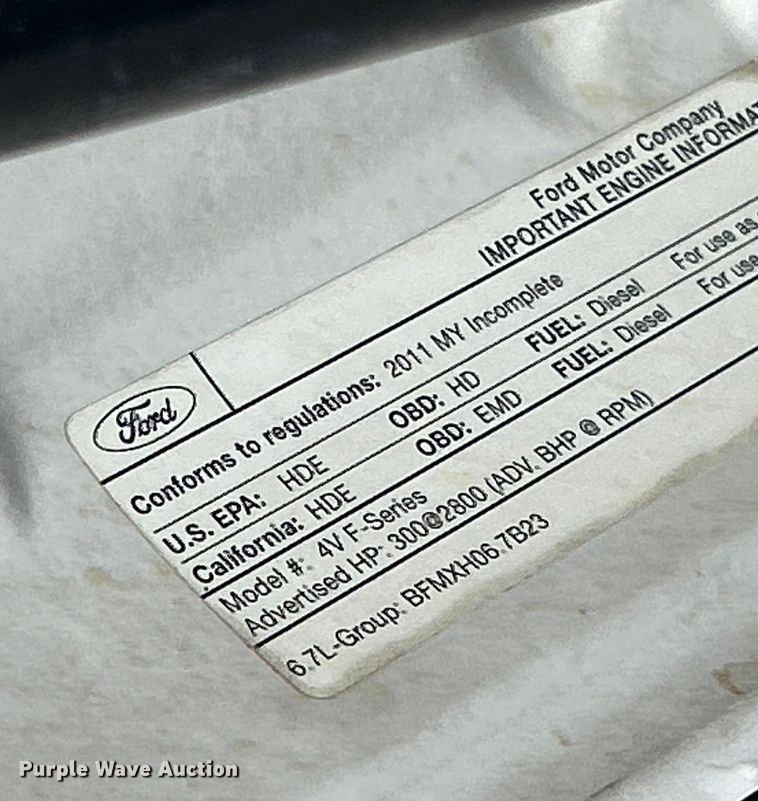 Ford Motor Company
IMPORTANT ENGINE
Ford
Conforms to regulations: 2011 MY Incomplete
U.S. EPA: HDE OBD: HD FUEL: Diesel For use as
California: HDE OBD: EMD FUEL: Diesel For use
Model #: 4V F-Series
Advertised HP: 300@2800 (ADV. BHP @ RPM)
6.7L-Group: BFMXH06.7B23
Purple Wave Auction